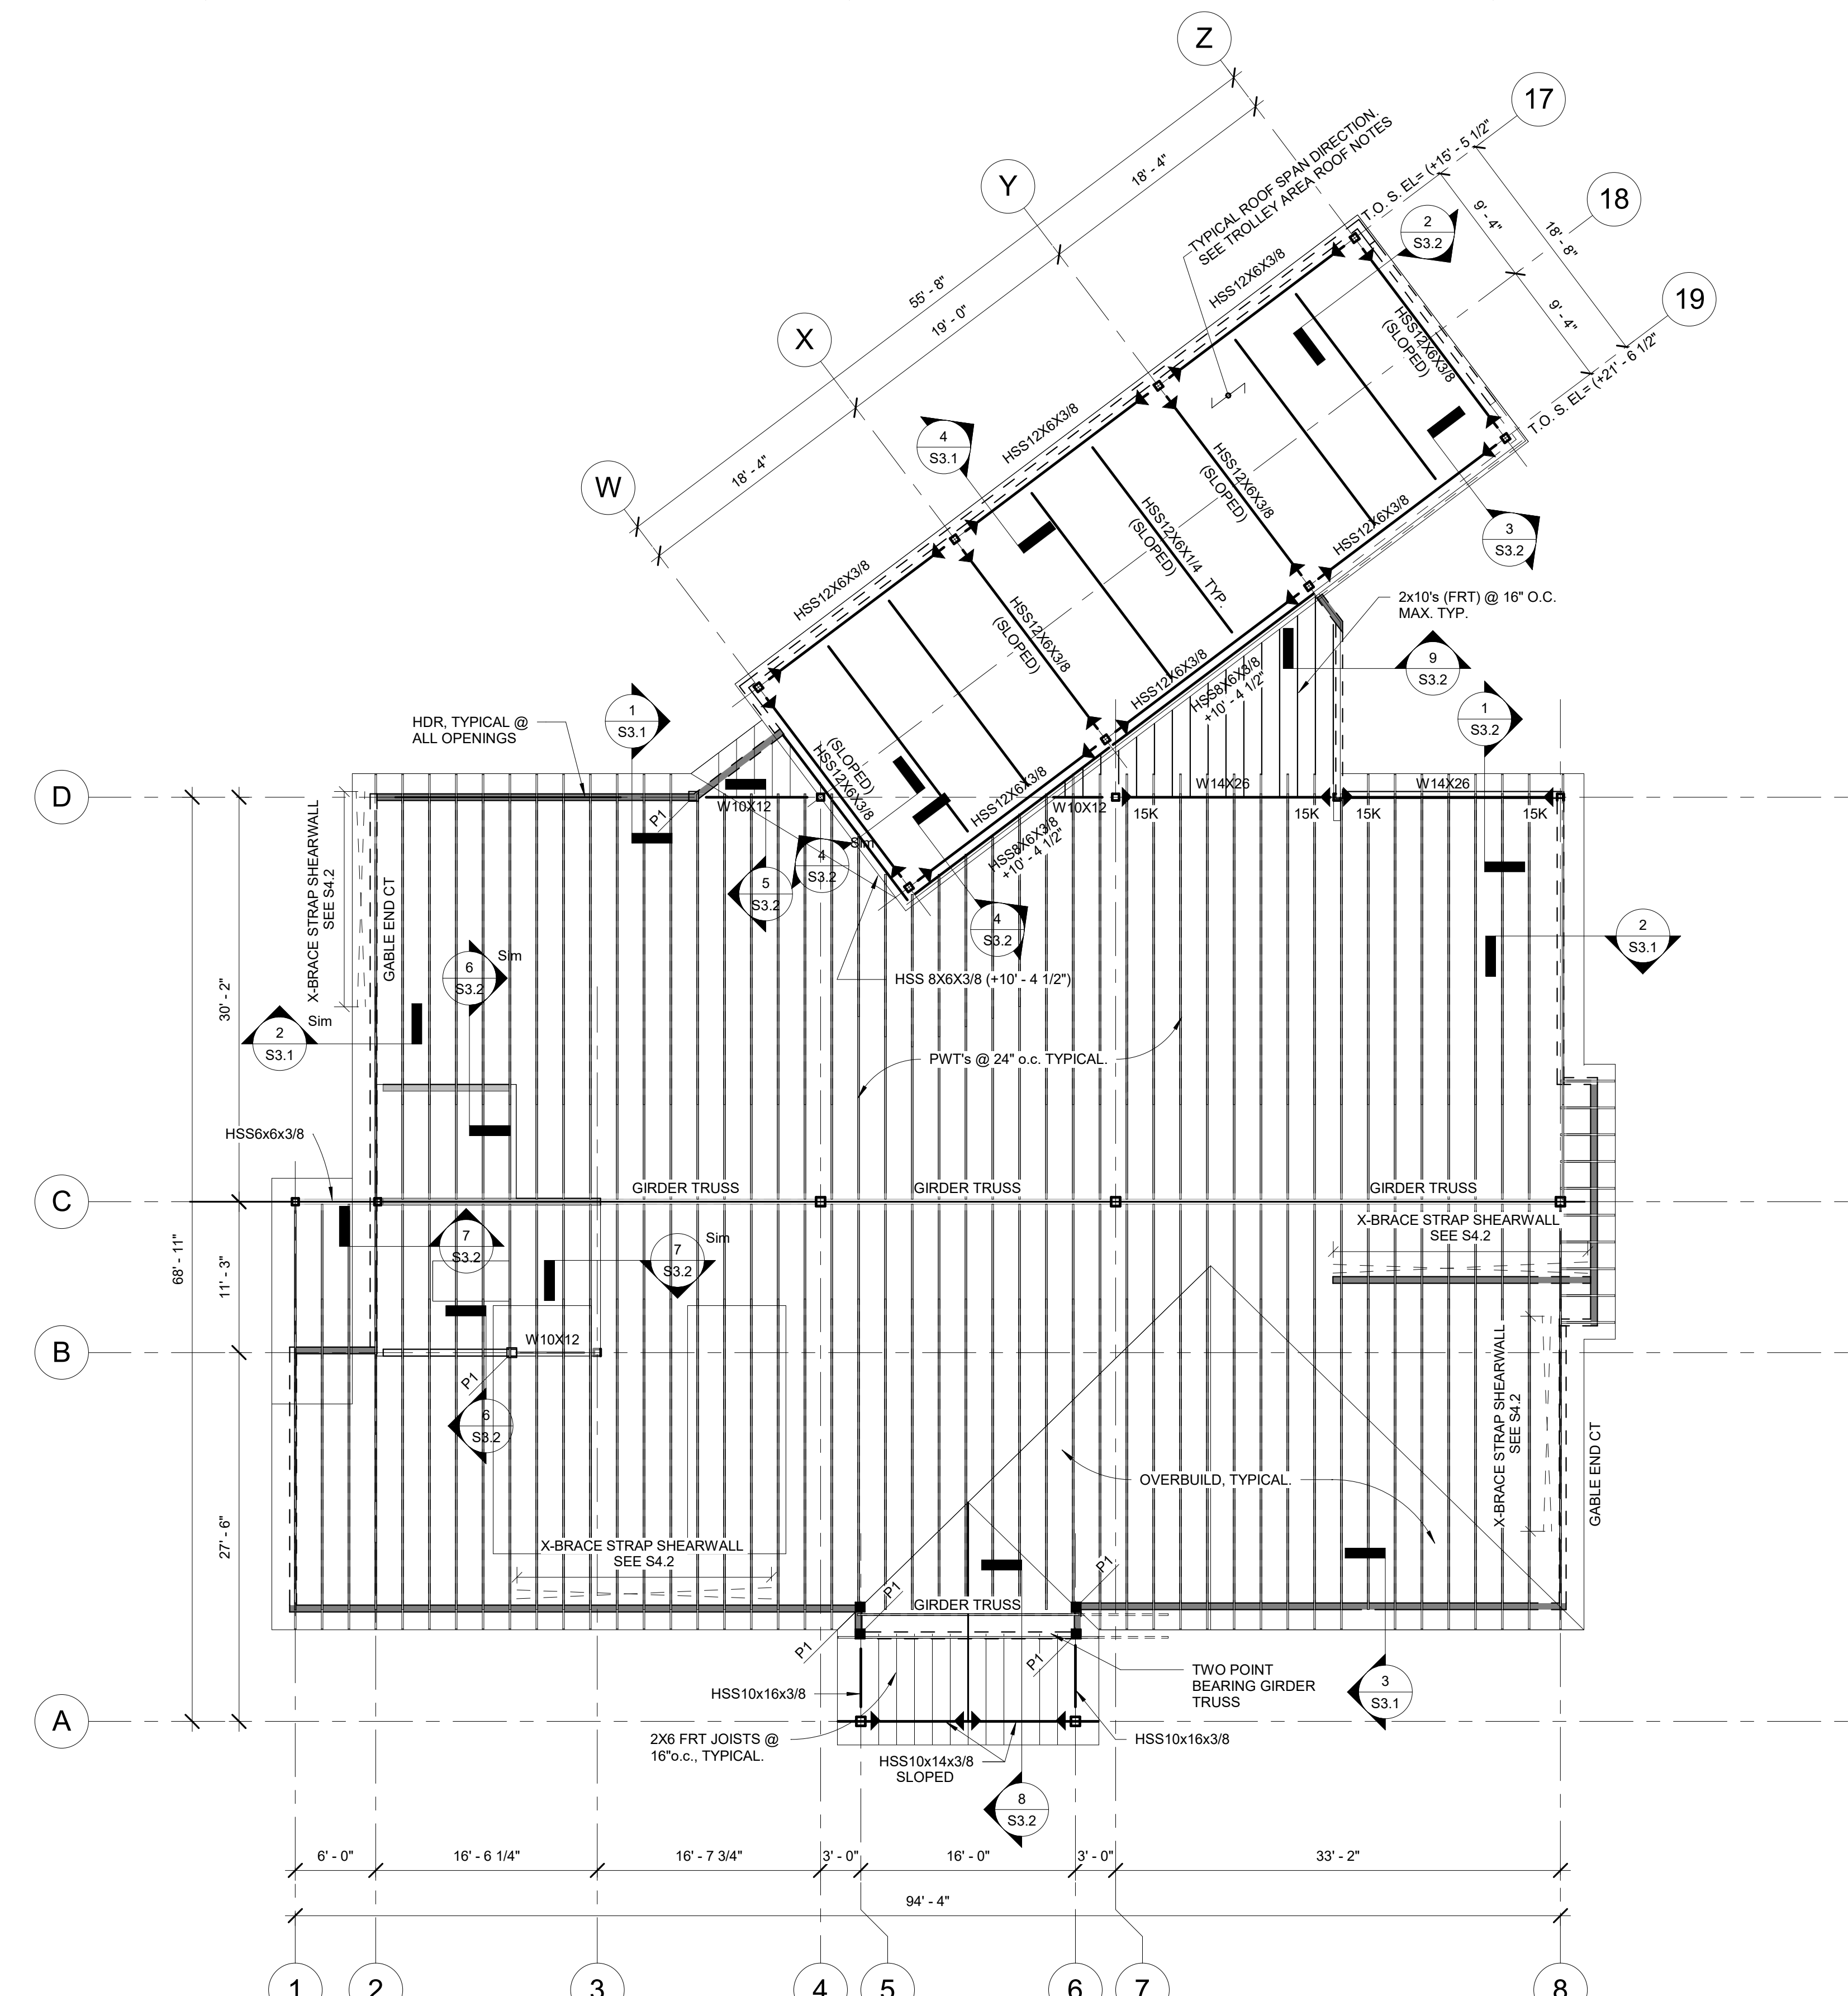 Z
17
T.O. S. EL= (+15' - 5 1/2"
18
19
T.O. S. EL= (+21' - 6 1/2"
Y
X
W
55' - 8"
18' - 4"
19' - 0"
18' - 4"
9' - 4"
9' - 4"
18' - 8"
TYPICAL ROOF SPAN DIRECTION.
SEE TROLLEY AREA ROOF NOTES
2
S3.2
HSS12X6X3/8
HSS12X6X3/8
HSS12X6X3/8
HSS12X6X3/8
(SLOPED)
HSS12X6X3/8
(SLOPED)
HSS12X6X1/4 TYP.
(SLOPED)
HSS12X6X3/8
(SLOPED)
(SLOPED)
HSS12X6X3/8
HSS12X6X3/8
HSS12X6X3/8
HSS12X6X3/8
HSS8X6X3/8
+10' - 4 1/2"
HSS8X6X3/8
+10' - 4 1/2"
4
S3.1
3
S3.2
2x10's (FRT) @ 16" O.C.
MAX. TYP.
9
S3.2
1
S3.1
1
S3.2
HDR, TYPICAL @
ALL OPENINGS
D
P1
W10X12
W10X12
W14X26
W14X26
15K
15K
15K
15K
X-BRACE STRAP SHEARWALL
SEE S4.2
GABLE END CT
Sim
4
S3.2
5
S3.2
4
S3.2
2
S3.1
6
S3.2
Sim
HSS 8X6X3/8 (+10' - 4 1/2")
2
S3.1
Sim
30' - 2"
PWT's @ 24" o.c. TYPICAL.
HSS6x6x3/8
C
GIRDER TRUSS
GIRDER TRUSS
GIRDER TRUSS
X-BRACE STRAP SHEARWALL
SEE S4.2
7
S3.2
7
S3.2
Sim
68' - 11"
11' - 3"
B
W10X12
P1
6
S3.2
X-BRACE STRAP SHEARWALL
SEE S4.2
GABLE END CT
OVERBUILD, TYPICAL.
27' - 6"
X-BRACE STRAP SHEARWALL
SEE S4.2
P1
P1
GIRDER TRUSS
P1
P1
TWO POINT
BEARING GIRDER
TRUSS
3
S3.1
HSS10x16x3/8
A
2X6 FRT JOISTS @
16"o.c., TYPICAL.
HSS10x16x3/8
HSS10x14x3/8
SLOPED
8
S3.2
6' - 0"
16' - 6 1/4"
16' - 7 3/4"
3' - 0"
16' - 0"
3' - 0"
33' - 2"
94' - 4"
1
2
3
4
5
6
7
8